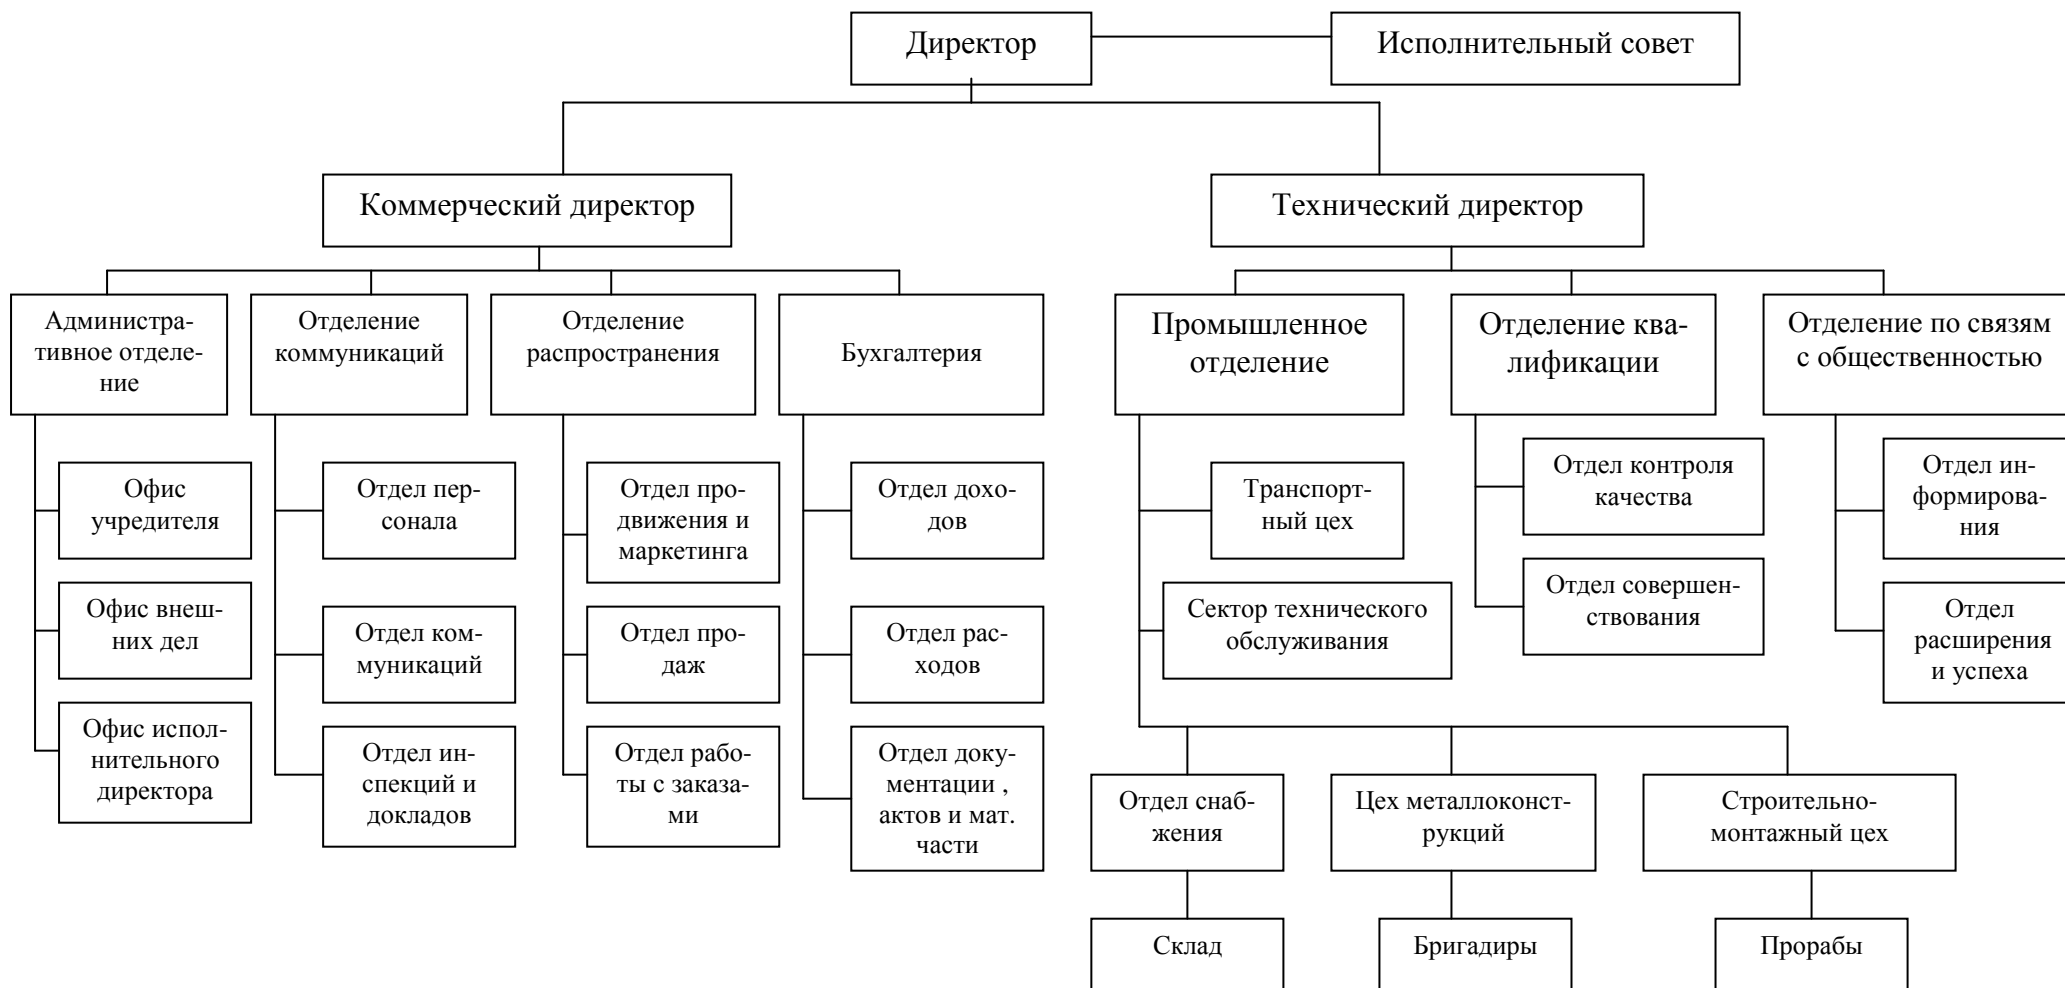 Директор
Исполнительный совет
Коммерческий директор
Технический директор
Администра-
тивное отделе-
ние
Отделение
коммуникаций
Отделение
распространения
Бухгалтерия
Промышленное
отделение
Отделение ква-
лификации
Отделение по связям
с общественностью
Офис
учредителя
Офис внеш-
них дел
Офис испол-
нительного
директора
Отдел пер-
сонала
Отдел ком-
муникаций
Отдел ин-
спекций и
докладов
Отдел про-
движения и
маркетинга
Отдел про-
даж
Отдел рабо-
ты с заказа-
ми
Отдел дохо-
дов
Отдел рас-
ходов
Отдел доку-
ментации ,
актов и мат.
части
Транспорт-
ный цех
Сектор технического
обслуживания
Отдел контроля
качества
Отдел совершен-
ствования
Отдел ин-
формирова-
ния
Отдел
расширения
и успеха
Отдел снаб-
жения
Цех металлоконст-
рукций
Строительно-
монтажный цех
Склад
Бригадиры
Прорабы